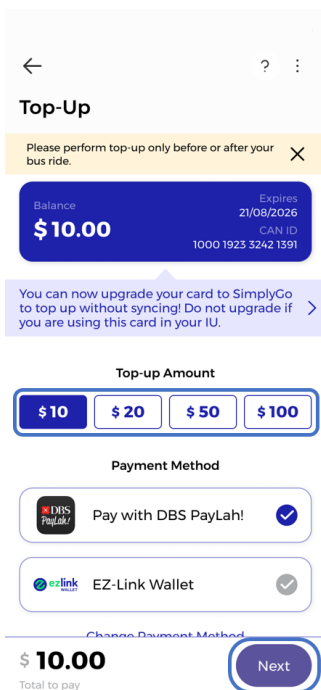 ?
Top-Up
Please perform top-up only before or after your
bus ride.
Balance
$10.00
Expires
21/08/2026
CAN ID
1000 1923 3242 1391
You can now upgrade your card to SimplyGo
to top up without syncing! Do not upgrade if
you are using this card in your IU.
Top-up Amount
$10 $20 $50 $100
Payment Method
DBS
PayLah!
Pay with DBS PayLah!
ezlink
WALLET
EZ-Link Wallet
Change Payment Method
$ 10.00
Total to pay
Next